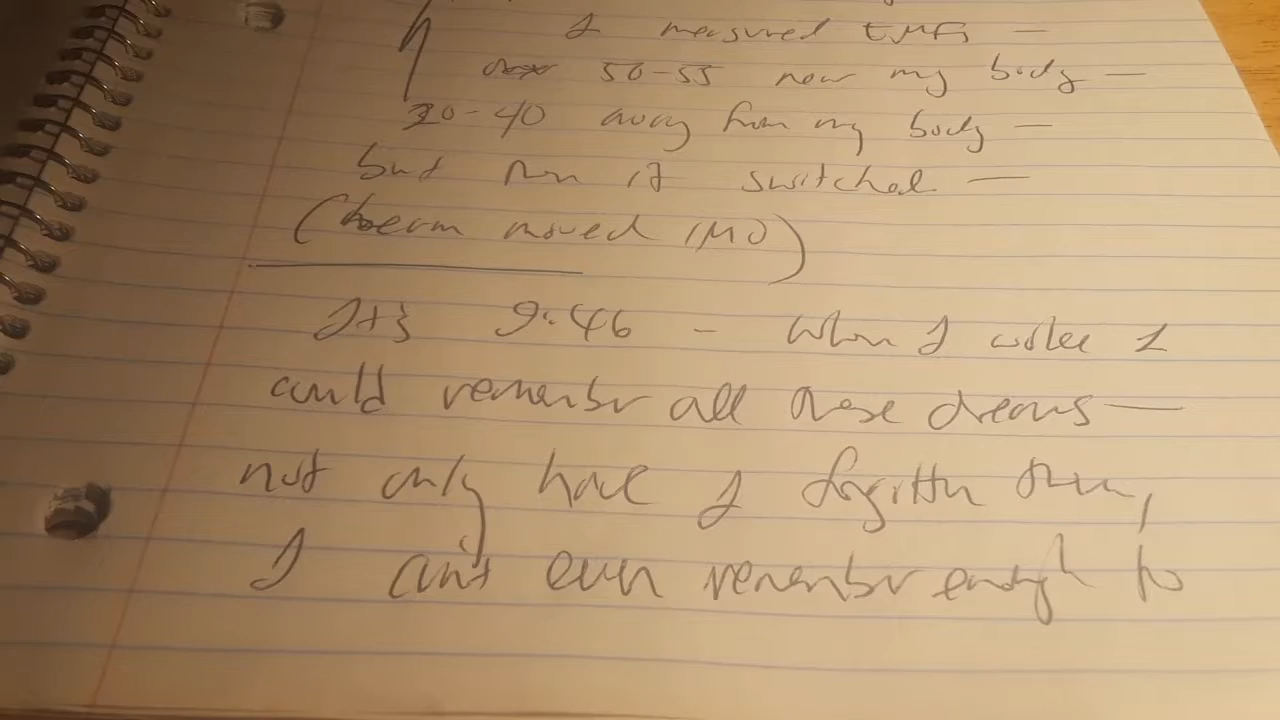 I measured EMFs —
50-55 near my body —
30-40 away from my body —
but then it switched —
(beam moved IMO)
9:46 - When I woke I
could remember all these dreams —
not only have I forgotten them,
I can't even remember enough to